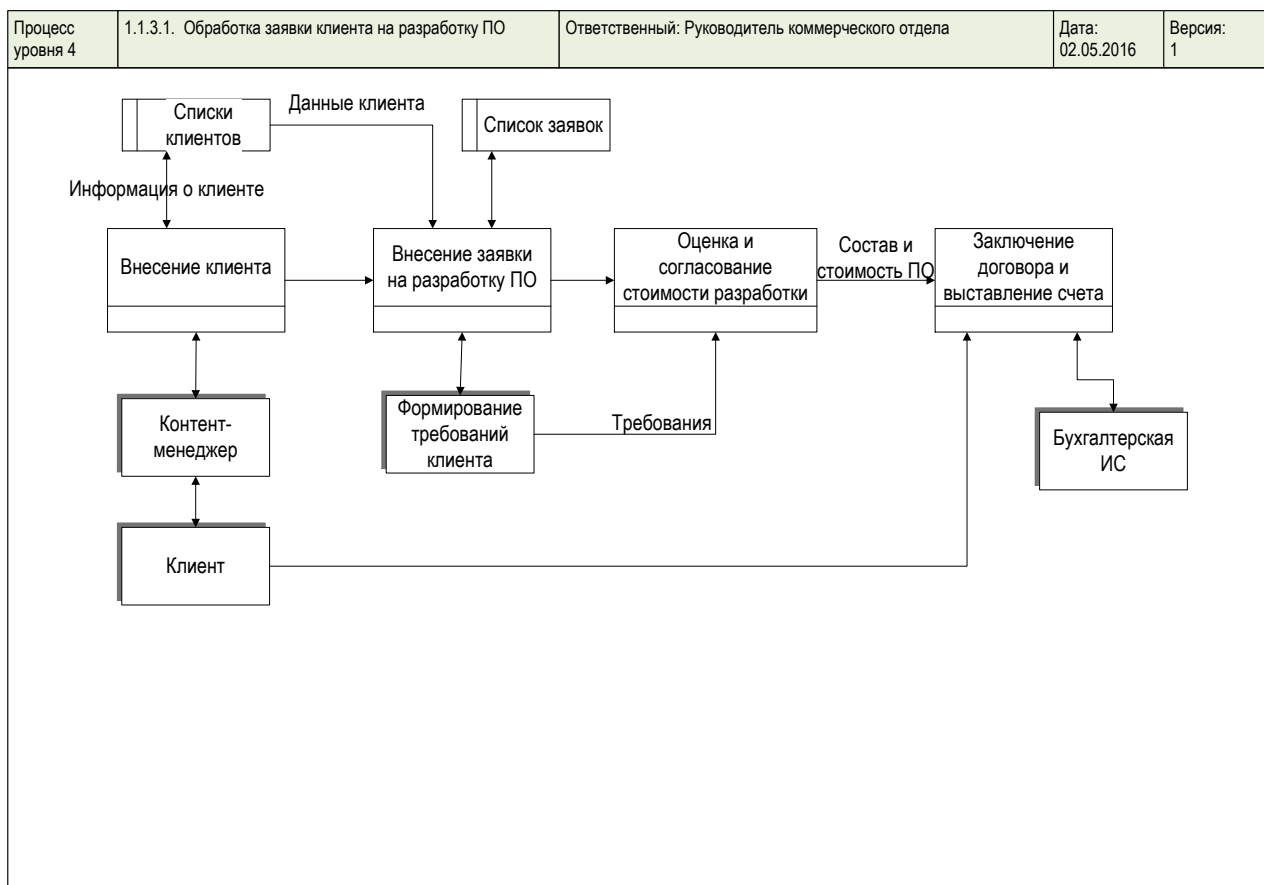 Процесс
уровня 4
1.1.3.1. Обработка заявки клиента на разработку ПО
Ответственный: Руководитель коммерческого отдела
Дата:
02.05.2016
Версия:
1
Списки
клиентов
Данные клиента
Список заявок
Информация о клиенте
Внесение клиента
Внесение заявки
на разработку ПО
Оценка и
согласование
стоимости разработки
Состав и
стоимость ПО
Заключение
договора и
выставление счета
Контент-
менеджер
Формирование
требований
клиента
Требования
Бухгалтерская
ИС
Клиент